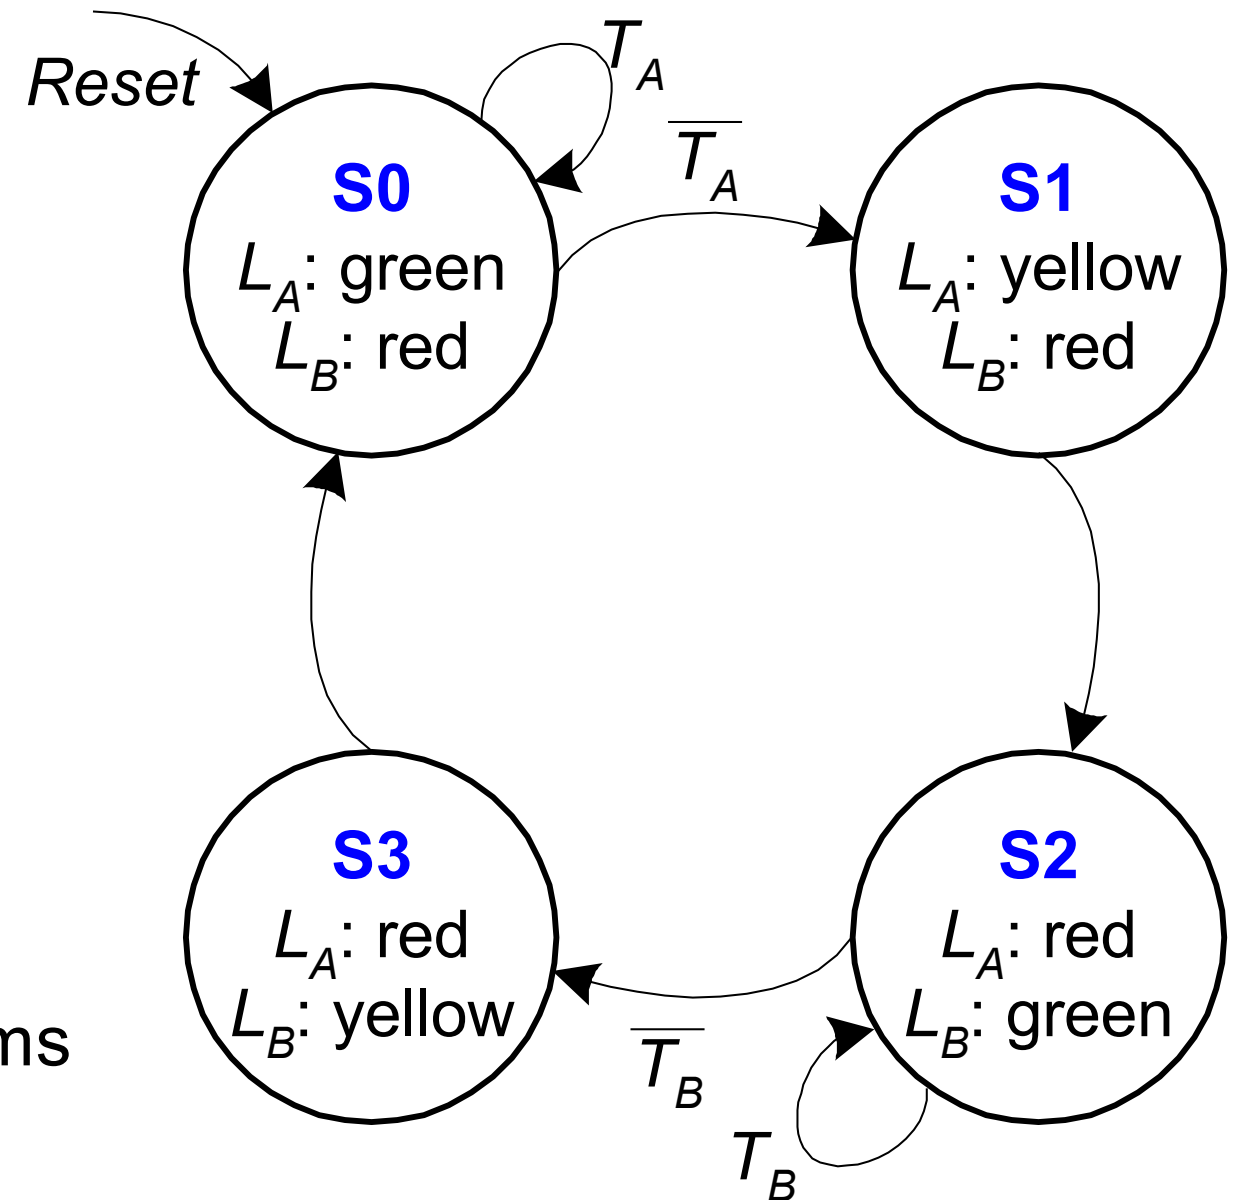 Reset
T_A
T̅_A̅
S0
L_A: green
L_B: red
S1
L_A: yellow
L_B: red
S3
L_A: red
L_B: yellow
S2
L_A: red
L_B: green
ms
T̅_B̅
T_B